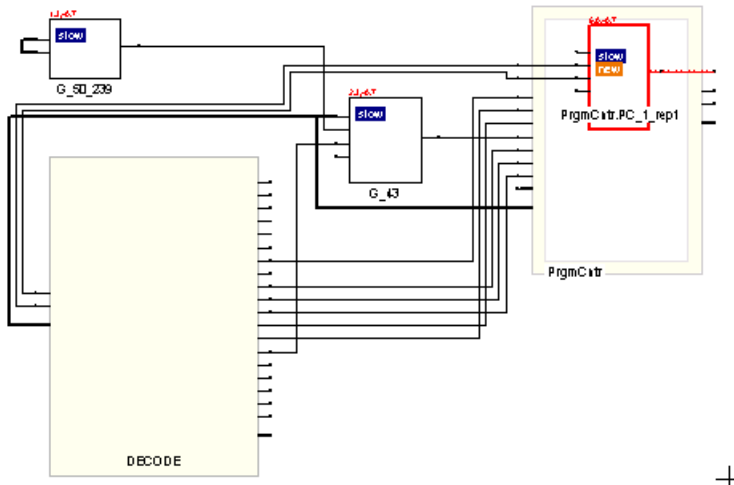 slow
G_50_239
slow
G_43
slow
new
PrgmCntr.PC_1_rep1
PrgmCntr
DECODE